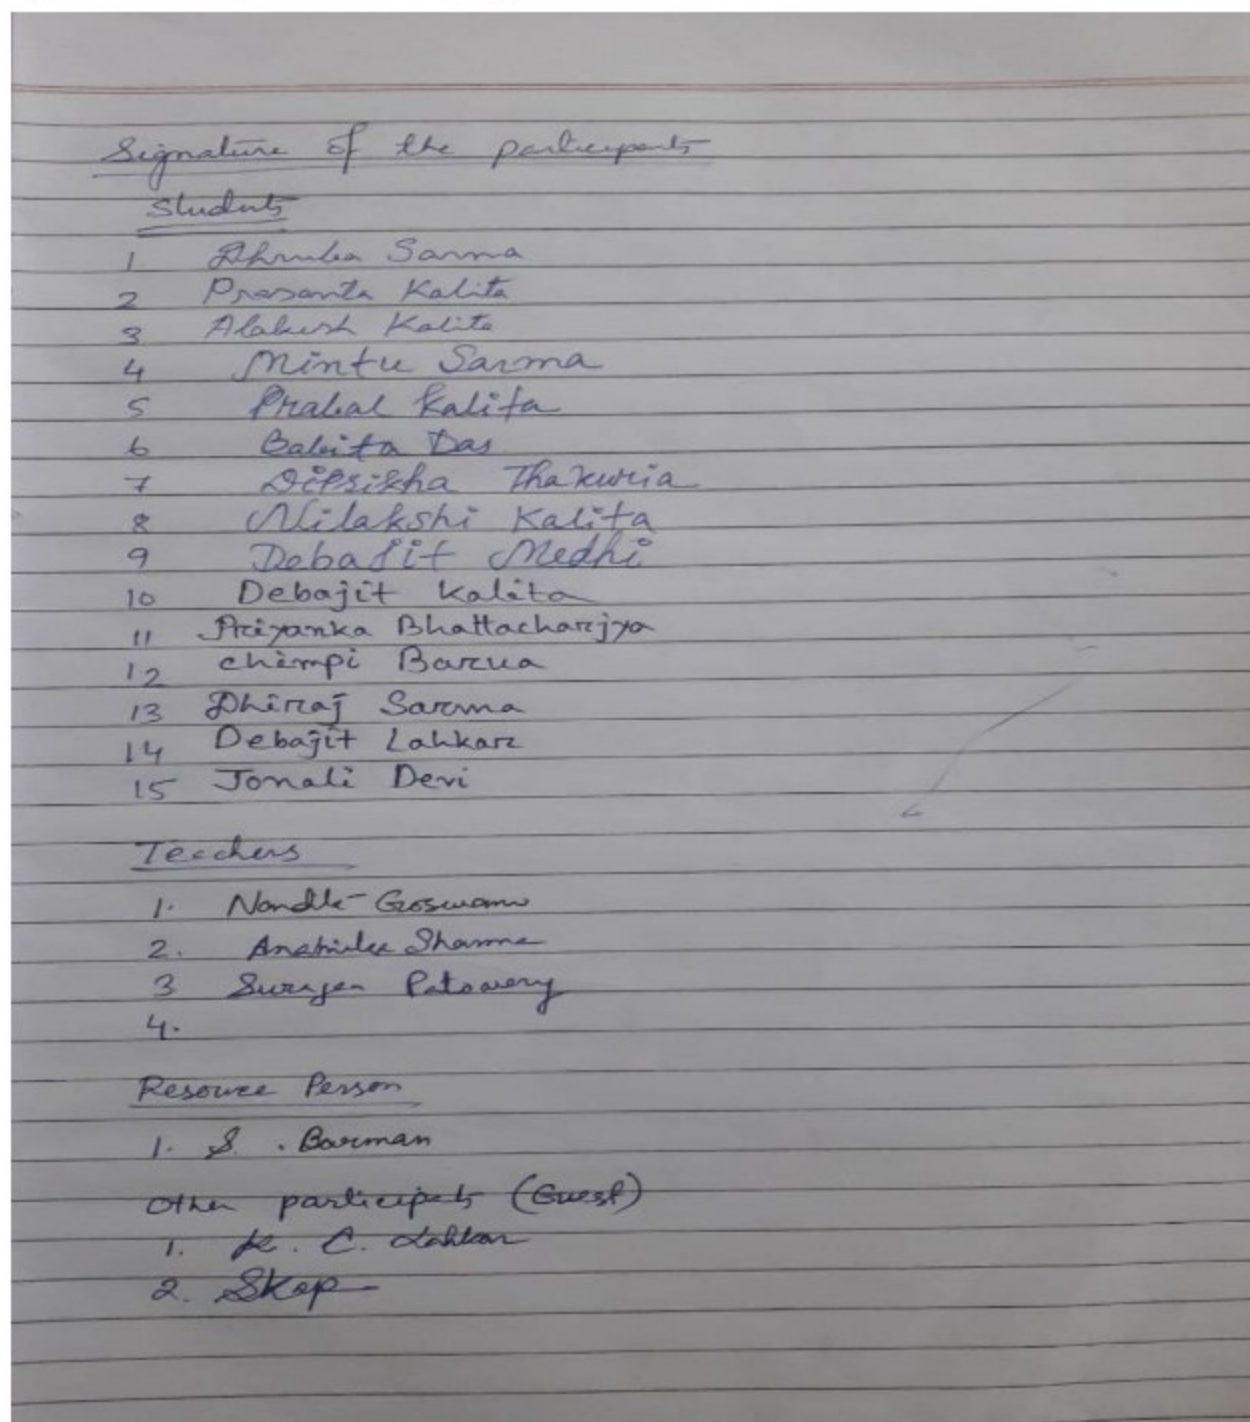 Signature of the participants
Students
1 Dhruba Sarma
2 Prasanta Kalita
3 Alakesh Kalita
4 Mintu Sarma
5 Prabal Kalita
6 Babita Das
7 Dipsikha Thakuria
8 Nilakshi Kalita
9 Debajit Medhi
10 Debajit Kalita
11 Priyanka Bhattacharjya
12 Chimpi Barua
13 Dhiraj Sarma
14 Debajit Lahkar
15 Jonali Devi
Teachers
1. Goswami
2. Sharma
3 Patowary
4.
Resource Person
1. S. Barman
Other participants (Guest)
1. K. C. Lahkar
2.